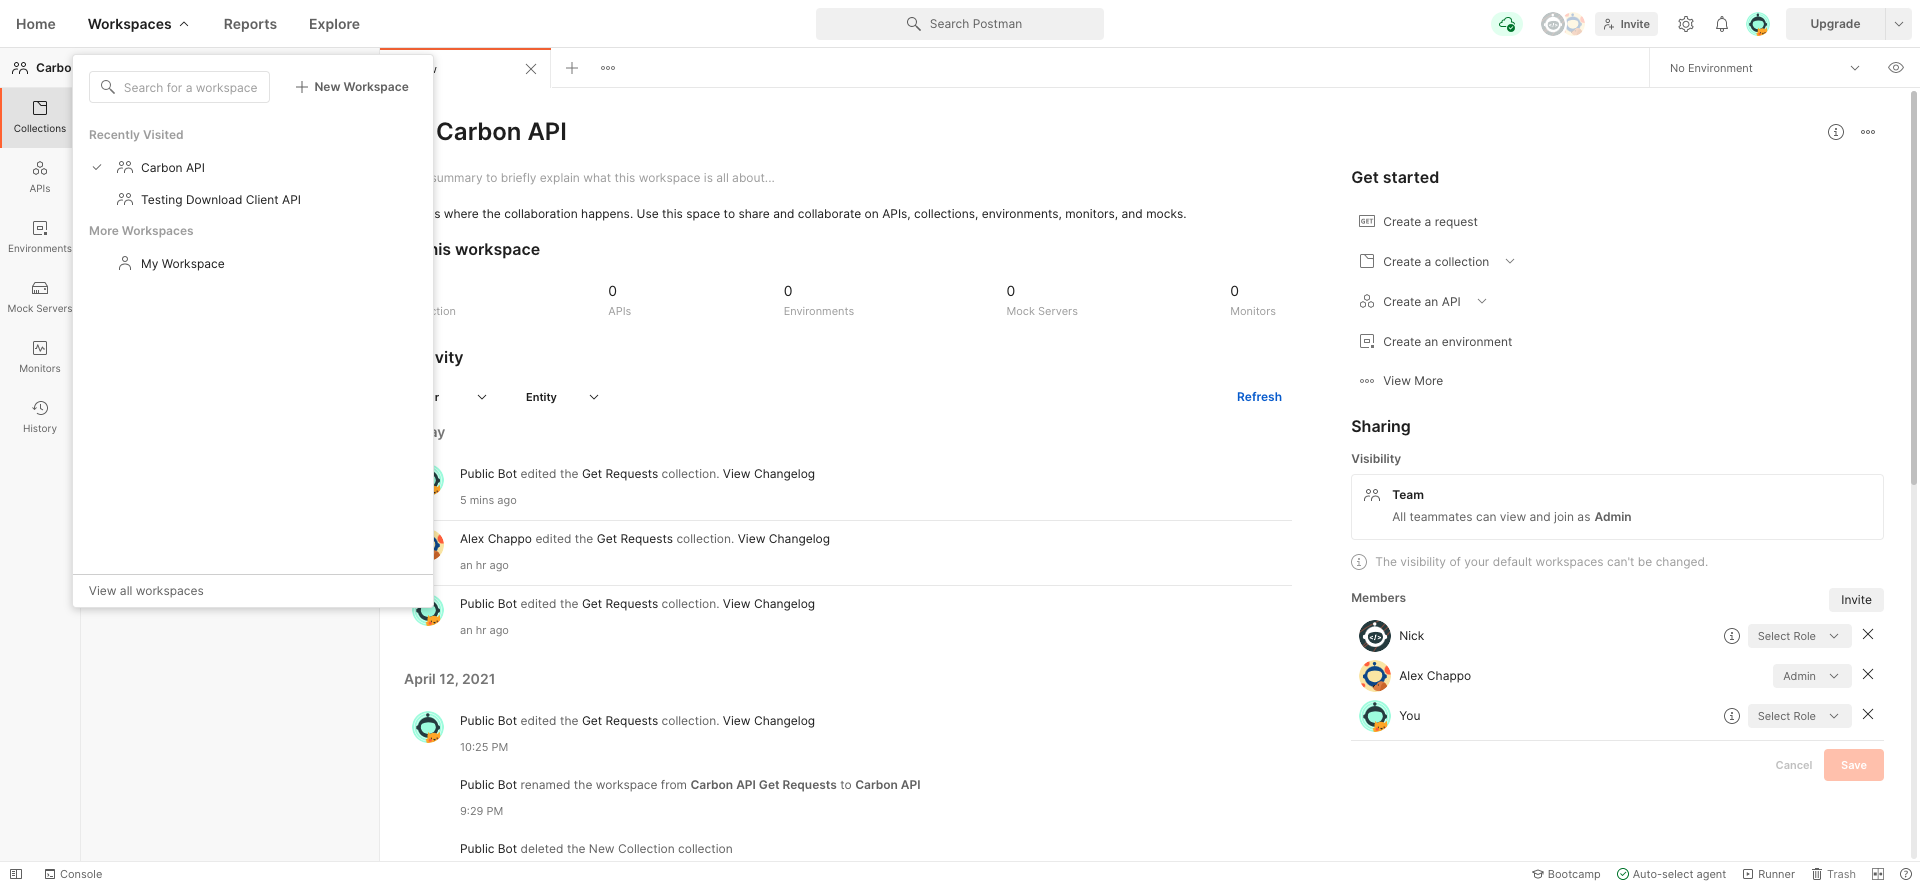 Home
Workspaces
Reports
Explore
Search Postman
Invite
Upgrade
Carbo
No Environment
Search for a workspace
New Workspace
Recently Visited
Carbon API
Testing Download Client API
More Workspaces
My Workspace
View all workspaces
Collections
APIs
Environments
Mock Servers
Monitors
History
Carbon API
summary to briefly explain what this workspace is all about...
s where the collaboration happens. Use this space to share and collaborate on APIs, collections, environments, monitors, and mocks.
his workspace
ction
0
APIs
0
Environments
0
Mock Servers
0
Monitors
vity
r
Entity
Refresh
ay
Public Bot edited the Get Requests collection. View Changelog
5 mins ago
Alex Chappo edited the Get Requests collection. View Changelog
an hr ago
Public Bot edited the Get Requests collection. View Changelog
an hr ago
April 12, 2021
Public Bot edited the Get Requests collection. View Changelog
10:25 PM
Public Bot renamed the workspace from Carbon API Get Requests to Carbon API
9:29 PM
Public Bot deleted the New Collection collection
Get started
GET Create a request
Create a collection
Create an API
Create an environment
View More
Sharing
Visibility
Team
All teammates can view and join as Admin
The visibility of your default workspaces can't be changed.
Members
Invite
Nick
Select Role
Alex Chappo
Admin
You
Select Role
Cancel
Save
Console
Bootcamp
Auto-select agent
Runner
Trash